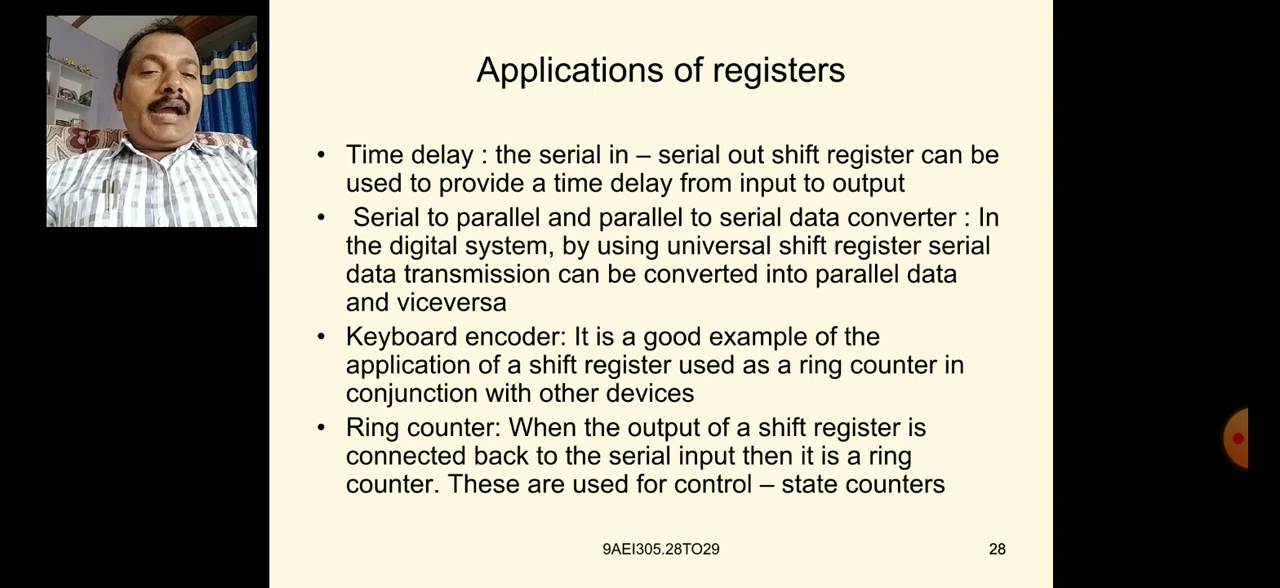 Applications of registers
• Time delay : the serial in – serial out shift register can be
used to provide a time delay from input to output
• Serial to parallel and parallel to serial data converter : In
the digital system, by using universal shift register serial
data transmission can be converted into parallel data
and viceversa
• Keyboard encoder: It is a good example of the
application of a shift register used as a ring counter in
conjunction with other devices
• Ring counter: When the output of a shift register is
connected back to the serial input then it is a ring
counter. These are used for control – state counters
9AEI305.28TO29
28